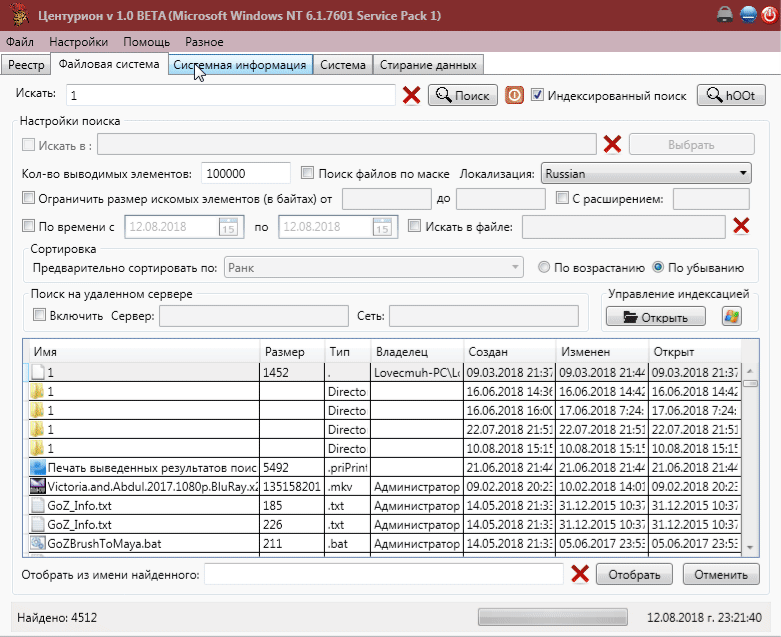 Центурион v 1.0 BETA (Microsoft Windows NT 6.1.7601 Service Pack 1)
Файл Настройки Помощь Разное
Реестр Файловая система Системная информация Система Стирание данных
Искать: 1 Поиск Индексированный поиск hOOt
Настройки поиска
Искать в : Выбрать
Кол-во выводимых элементов: 100000 Поиск файлов по маске Локализация: Russian
Ограничить размер искомых элементов (в байтах) от до С расширением:
По времени с 12.08.2018 15 по 12.08.2018 15 Искать в файле:
Сортировка
Предварительно сортировать по: Ранк По возрастанию По убыванию
Поиск на удаленном сервере Управление индексацией
Включить Сервер: Сеть: Открыть
Имя Размер Тип Владелец Создан Изменен Открыт
1 1452 . Lovecmuh-PC\Lo 09.03.2018 21:37 09.03.2018 21:44 09.03.2018 21:37
1 Directo 16.06.2018 14:36 16.06.2018 14:42 16.06.2018 14:42
1 Directo 16.06.2018 16:00 17.06.2018 7:24: 17.06.2018 7:24:
1 Directo 22.07.2018 21:51 22.07.2018 21:51 22.07.2018 21:51
1 Directo 10.08.2018 15:15 10.08.2018 15:15 10.08.2018 15:15
Печать выведенных результатов поис 5492 .priPrint 21.06.2018 21:44 21.06.2018 21:44 21.06.2018 21:44
Victoria.and.Abdul.2017.1080p.BluRay.x2 135158201 .mkv Администратор 09.02.2018 20:23 10.02.2018 14:01 09.02.2018 20:23
GoZ_Info.txt 185 .txt Администратор 14.05.2018 21:33 31.12.2015 10:37 31.12.2015 10:37
GoZ_Info.txt 226 .txt Администратор 14.05.2018 21:33 31.12.2015 10:37 31.12.2015 10:37
GoZBrushToMaya.bat 211 .bat Администратор 14.05.2018 21:33 05.06.2017 23:53 05.06.2017 23:53
Отобрать из имени найденного: Отобрать Отменить
Найдено: 4512 12.08.2018 г. 23:21:40